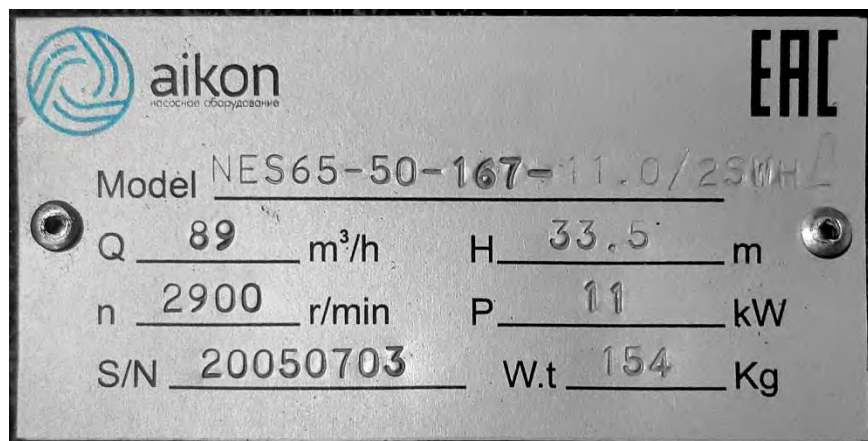 aikon
насосное оборудование
EAC
Model NES65-50-167-11.0/2SWH
Q 89 m³/h H 33.5 m
n 2900 r/min P 11 kW
S/N 20050703 W.t 154 Kg